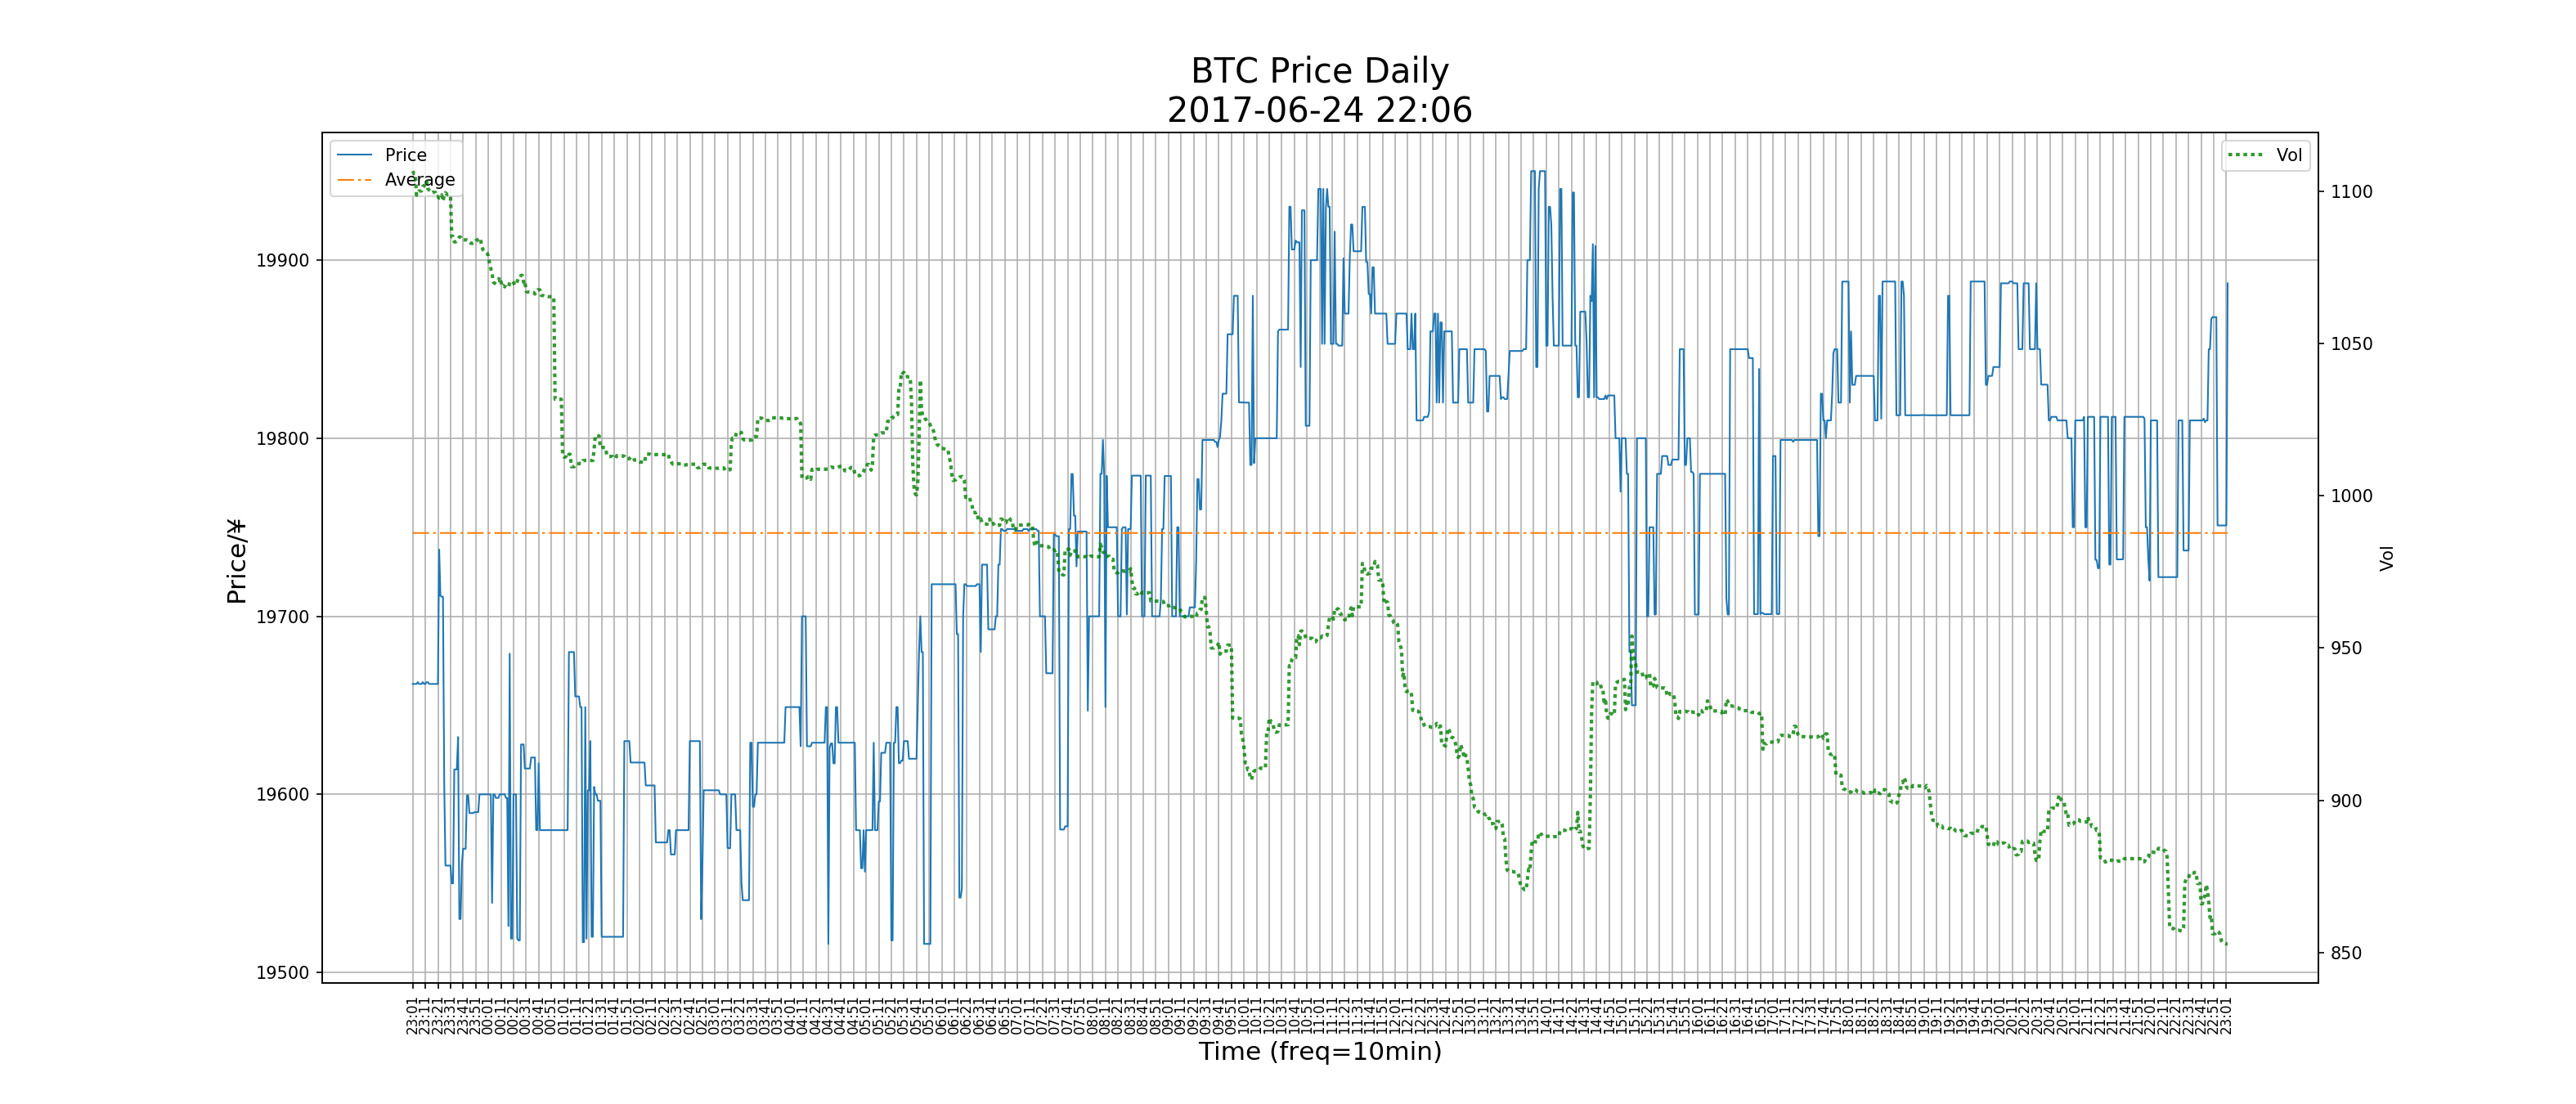 BTC Price Daily
2017-06-24 22:06
Price
Average
Vol
19900
19800
19700
19600
19500
Price/¥
1100
1050
1000
950
900
850
Vol
23:01 23:11 23:21 23:31 23:41 23:51 00:01 00:11 00:21 00:31 00:41 00:51 01:01 01:11 01:21 01:31 01:41 01:51 02:01 02:11 02:21 02:31 02:41 02:51 03:01 03:11 03:21 03:31 03:41 03:51 04:01 04:11 04:21 04:31 04:41 04:51 05:01 05:11 05:21 05:31 05:41 05:51 06:01 06:11 06:21 06:31 06:41 06:51 07:01 07:11 07:21 07:31 07:41 07:51 08:01 08:11 08:21 08:31 08:41 08:51 09:01 09:11 09:21 09:31 09:41 09:51 10:01 10:11 10:21 10:31 10:41 10:51 11:01 11:11 11:21 11:31 11:41 11:51 12:01 12:11 12:21 12:31 12:41 12:51 13:01 13:11 13:21 13:31 13:41 13:51 14:01 14:11 14:21 14:31 14:41 14:51 15:01 15:11 15:21 15:31 15:41 15:51 16:01 16:11 16:21 16:31 16:41 16:51 17:01 17:11 17:21 17:31 17:41 17:51 18:01 18:11 18:21 18:31 18:41 18:51 19:01 19:11 19:21 19:31 19:41 19:51 20:01 20:11 20:21 20:31 20:41 20:51 21:01 21:11 21:21 21:31 21:41 21:51 22:01 22:11 22:21 22:31 22:41 22:51 23:01
Time (freq=10min)